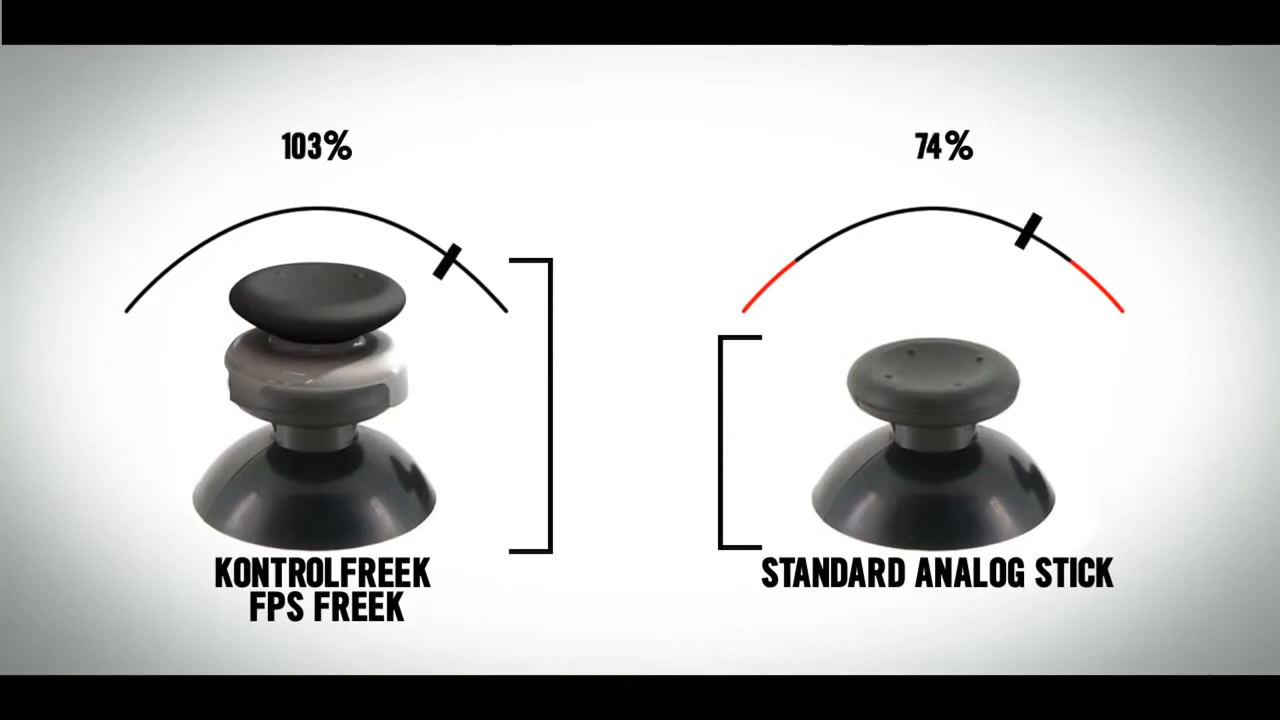 103%
74%
KONTROLFREEK
FPS FREEK
STANDARD ANALOG STICK